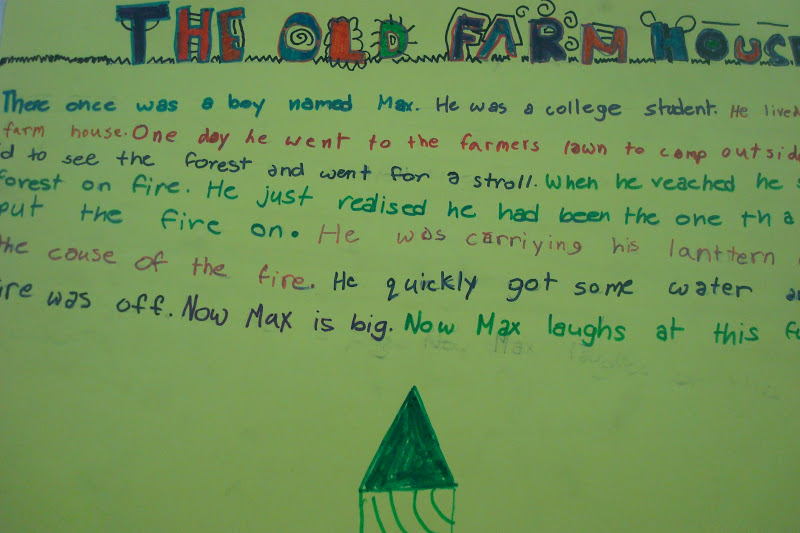 THE OLD FARM HOUSE
There once was a boy named Max. He was a college student. He lived
farm house. One day he went to the farmers lawn to camp outside
d to see the forest and went for a stroll. When he reached he s
forest on fire. He just realised he had been the one tha
put the fire on. He was carriying his lanttern
the couse of the fire. He quickly got some water a
ire was off. Now Max is big. Now Max laughs at this fu